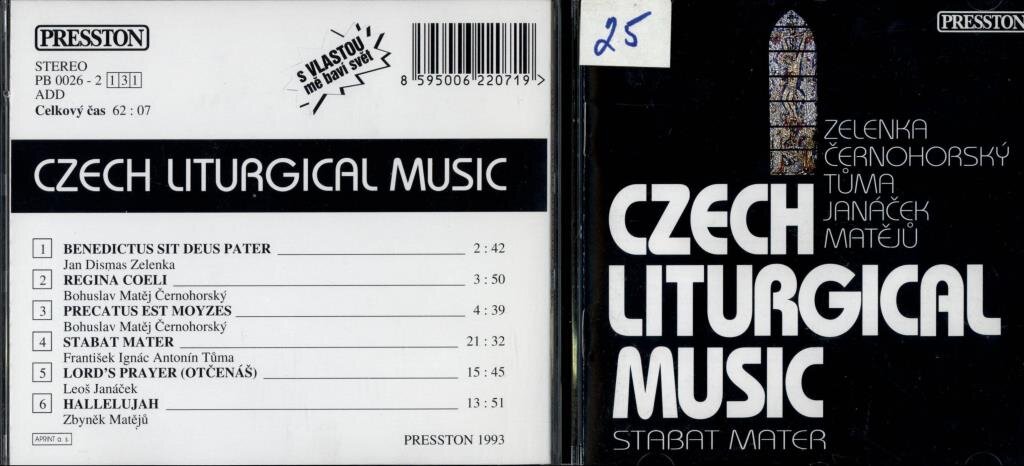 PRESSTON
STEREO
PB 0026 - 2 131
ADD
Celkový čas 62 : 07
s VLASTOU
mě baví svět
8 595006 220719 >
CZECH LITURGICAL MUSIC
1 BENEDICTUS SIT DEUS PATER 2 : 42
Jan Dismas Zelenka
2 REGINA COELI 3 : 50
Bohuslav Matěj Černohorský
3 PRECATUS EST MOYZES 4 : 39
Bohuslav Matěj Černohorský
4 STABAT MATER 21 : 32
František Ignác Antonín Tůma
5 LORD'S PRAYER (OTČENÁŠ) 15 : 45
Leoš Janáček
6 HALLELUJAH 13 : 51
Zbyněk Matějů
APRINT a. s. PRESSTON 1993
25
PRESSTON
ZELENKA
ČERNOHORSKÝ
TŮMA
JANÁČEK
MATĚJŮ
CZECH
LITURGICAL
MUSIC
STABAT MATER